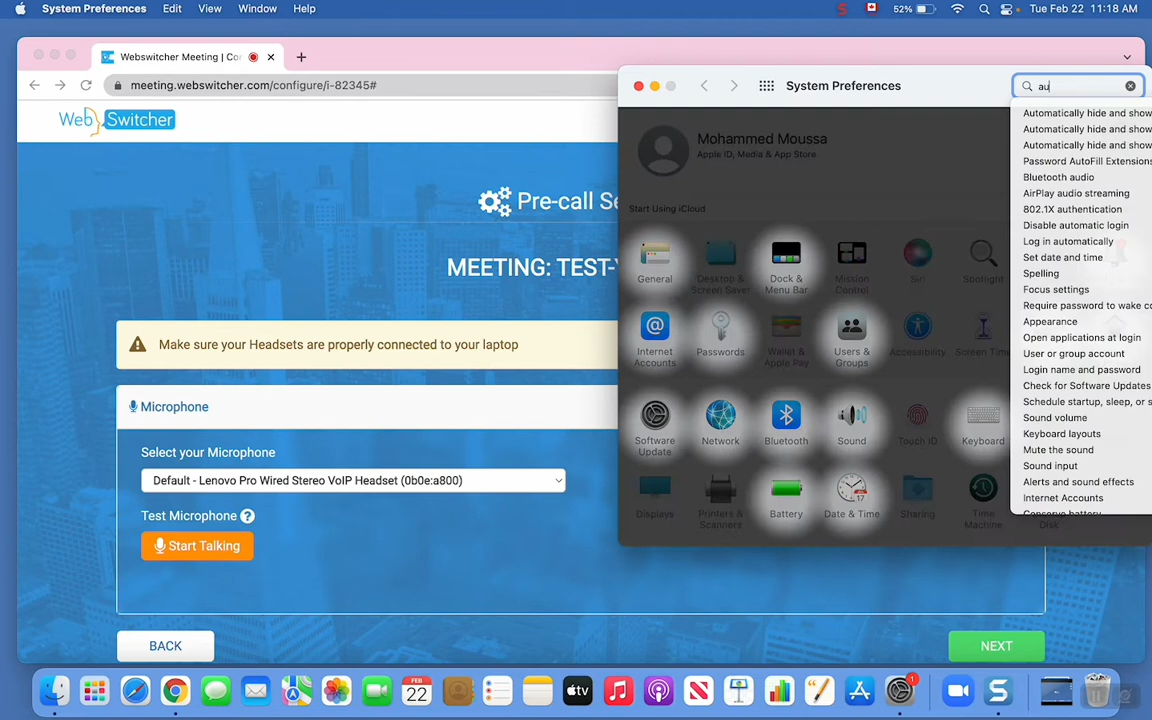 System Preferences Edit View Window Help
52% Tue Feb 22 11:18 AM
Webswitcher Meeting | Co
meeting.webswitcher.com/configure/i-82345#
Web Switcher
Pre-call Se
MEETING: TEST-
Make sure your Headsets are properly connected to your laptop
Microphone
Select your Microphone
Default - Lenovo Pro Wired Stereo VoIP Headset (0b0e:a800)
Test Microphone ?
Start Talking
BACK
NEXT
System Preferences
au
Mohammed Moussa
Apple ID, Media & App Store
Start Using iCloud
General
Desktop &
Screen Saver
Dock &
Menu Bar
Mission
Control
Siri
Spotlight
Internet
Accounts
Passwords
Wallet &
Apple Pay
Users &
Groups
Accessibility
Screen Time
Software
Update
Network
Bluetooth
Sound
Touch ID
Keyboard
Displays
Printers &
Scanners
Battery
Date & Time
Sharing
Time
Machine
Disk
Automatically hide and show
Automatically hide and show
Automatically hide and show
Password AutoFill Extensions
Bluetooth audio
AirPlay audio streaming
802.1X authentication
Disable automatic login
Log in automatically
Set date and time
Spelling
Focus settings
Require password to wake co
Appearance
Open applications at login
User or group account
Login name and password
Check for Software Updates
Schedule startup, sleep, or s
Sound volume
Keyboard layouts
Mute the sound
Sound input
Alerts and sound effects
Internet Accounts
Conserve battery
FEB
22
tv
1